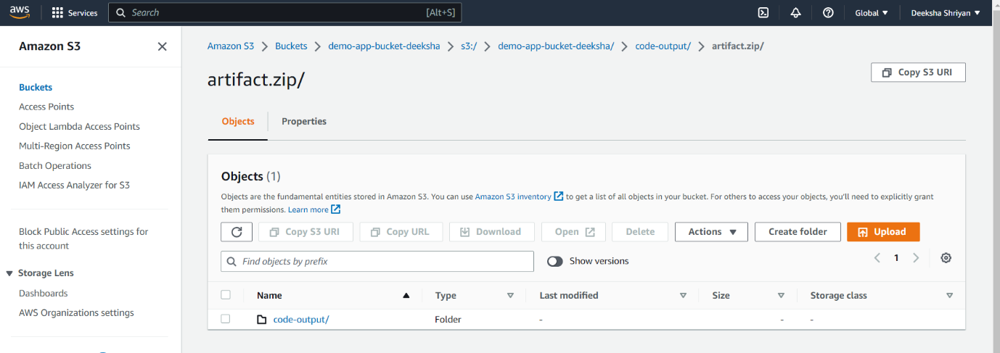 aws Services Search [Alt+S] Global Deeksha Shriyan
Amazon S3
Buckets
Access Points
Object Lambda Access Points
Multi-Region Access Points
Batch Operations
IAM Access Analyzer for S3
Block Public Access settings for
this account
Storage Lens
Dashboards
AWS Organizations settings
Amazon S3 > Buckets > demo-app-bucket-deeksha > s3:/ > demo-app-bucket-deeksha/ > code-output/ > artifact.zip/
artifact.zip/
Copy S3 URI
Objects Properties
Objects (1)
Objects are the fundamental entities stored in Amazon S3. You can use Amazon S3 inventory to get a list of all objects in your bucket. For others to access your objects, you'll need to explicitly grant
them permissions. Learn more
Copy S3 URI Copy URL Download Open Delete Actions Create folder Upload
Find objects by prefix Show versions < 1 >
Name Type Last modified Size Storage class
code-output/ Folder - - -